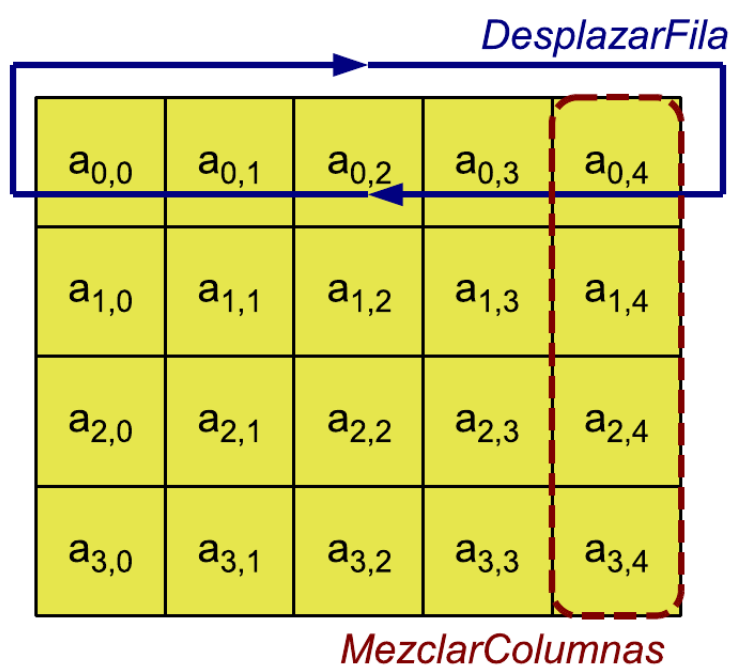 DesplazarFila
a0,0 a0,1 a0,2 a0,3 a0,4
a1,0 a1,1 a1,2 a1,3 a1,4
a2,0 a2,1 a2,2 a2,3 a2,4
a3,0 a3,1 a3,2 a3,3 a3,4
MezclarColumnas